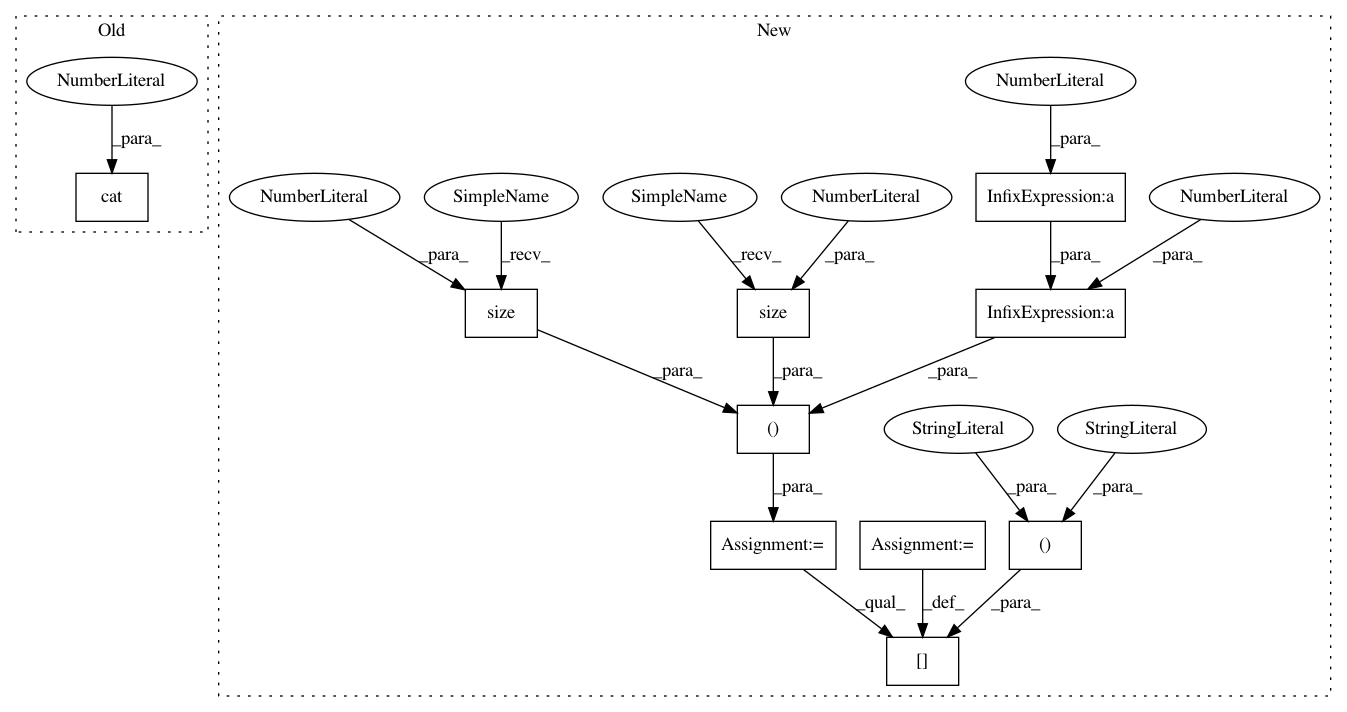 Old
New
NumberLiteral
NumberLiteral
_para_
_para_
cat
NumberLiteral
SimpleName
SimpleName
NumberLiteral
InfixExpression:a
NumberLiteral
_para_
_recv_
_recv_
_para_
_para_
_para_
size
size
InfixExpression:a
_para_
_para_
_para_
()
StringLiteral
StringLiteral
_para_
_para_
_para_
Assignment:=
Assignment:=
()
_qual_
_def_
_para_
[]